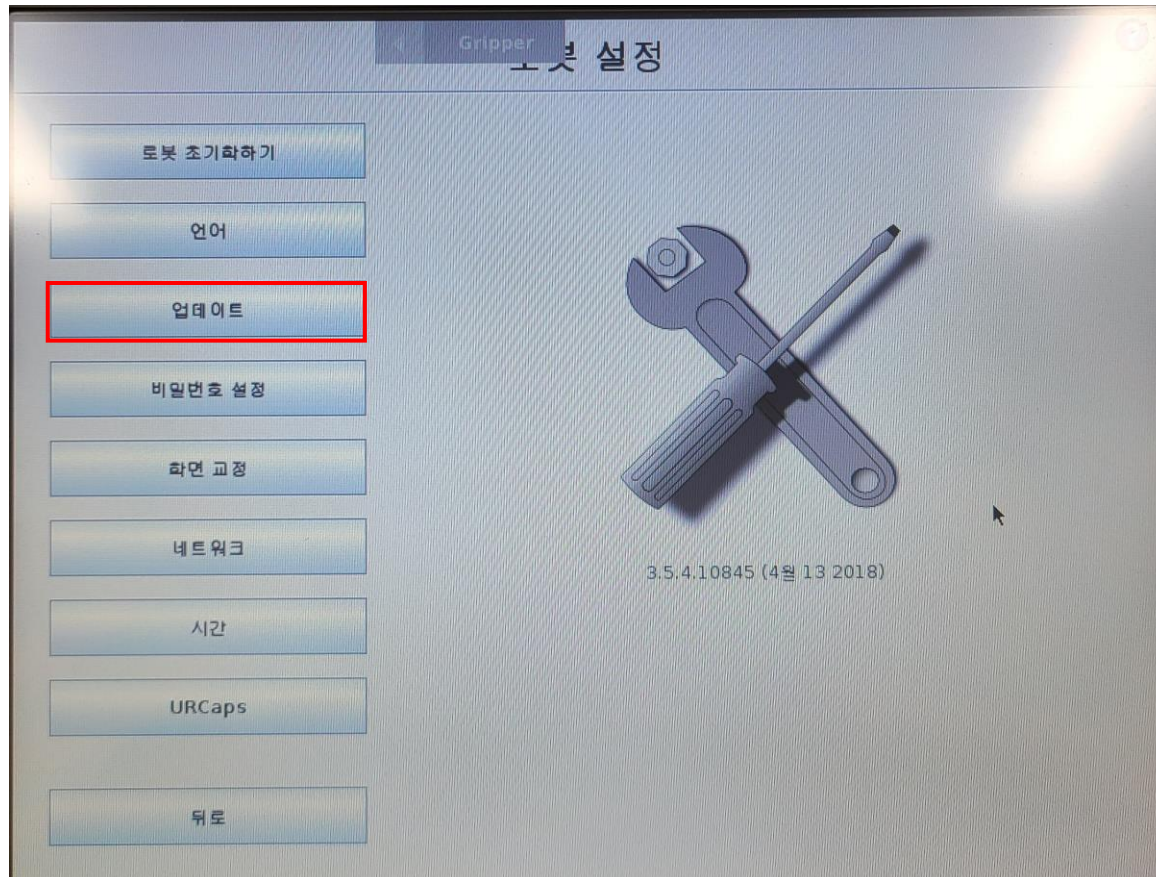 Gripper
로봇 설정
로봇 초기화하기
언어
업데이트
비밀번호 설정
화면 교정
네트워크
3.5.4.10845 (4월 13 2018)
시간
URCaps
뒤로